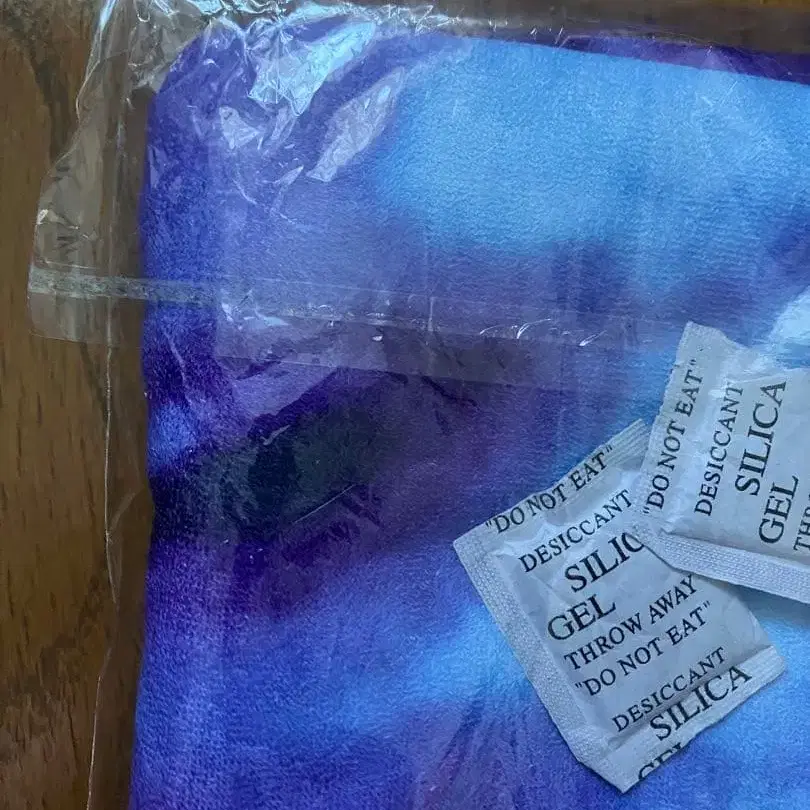 "DO NOT EAT"
DESICCANT
SILICA
GEL
"DO NOT EAT"
DESICCANT
GEL
THROW AWAY
"DO NOT EAT"
DESICCANT
SILICA